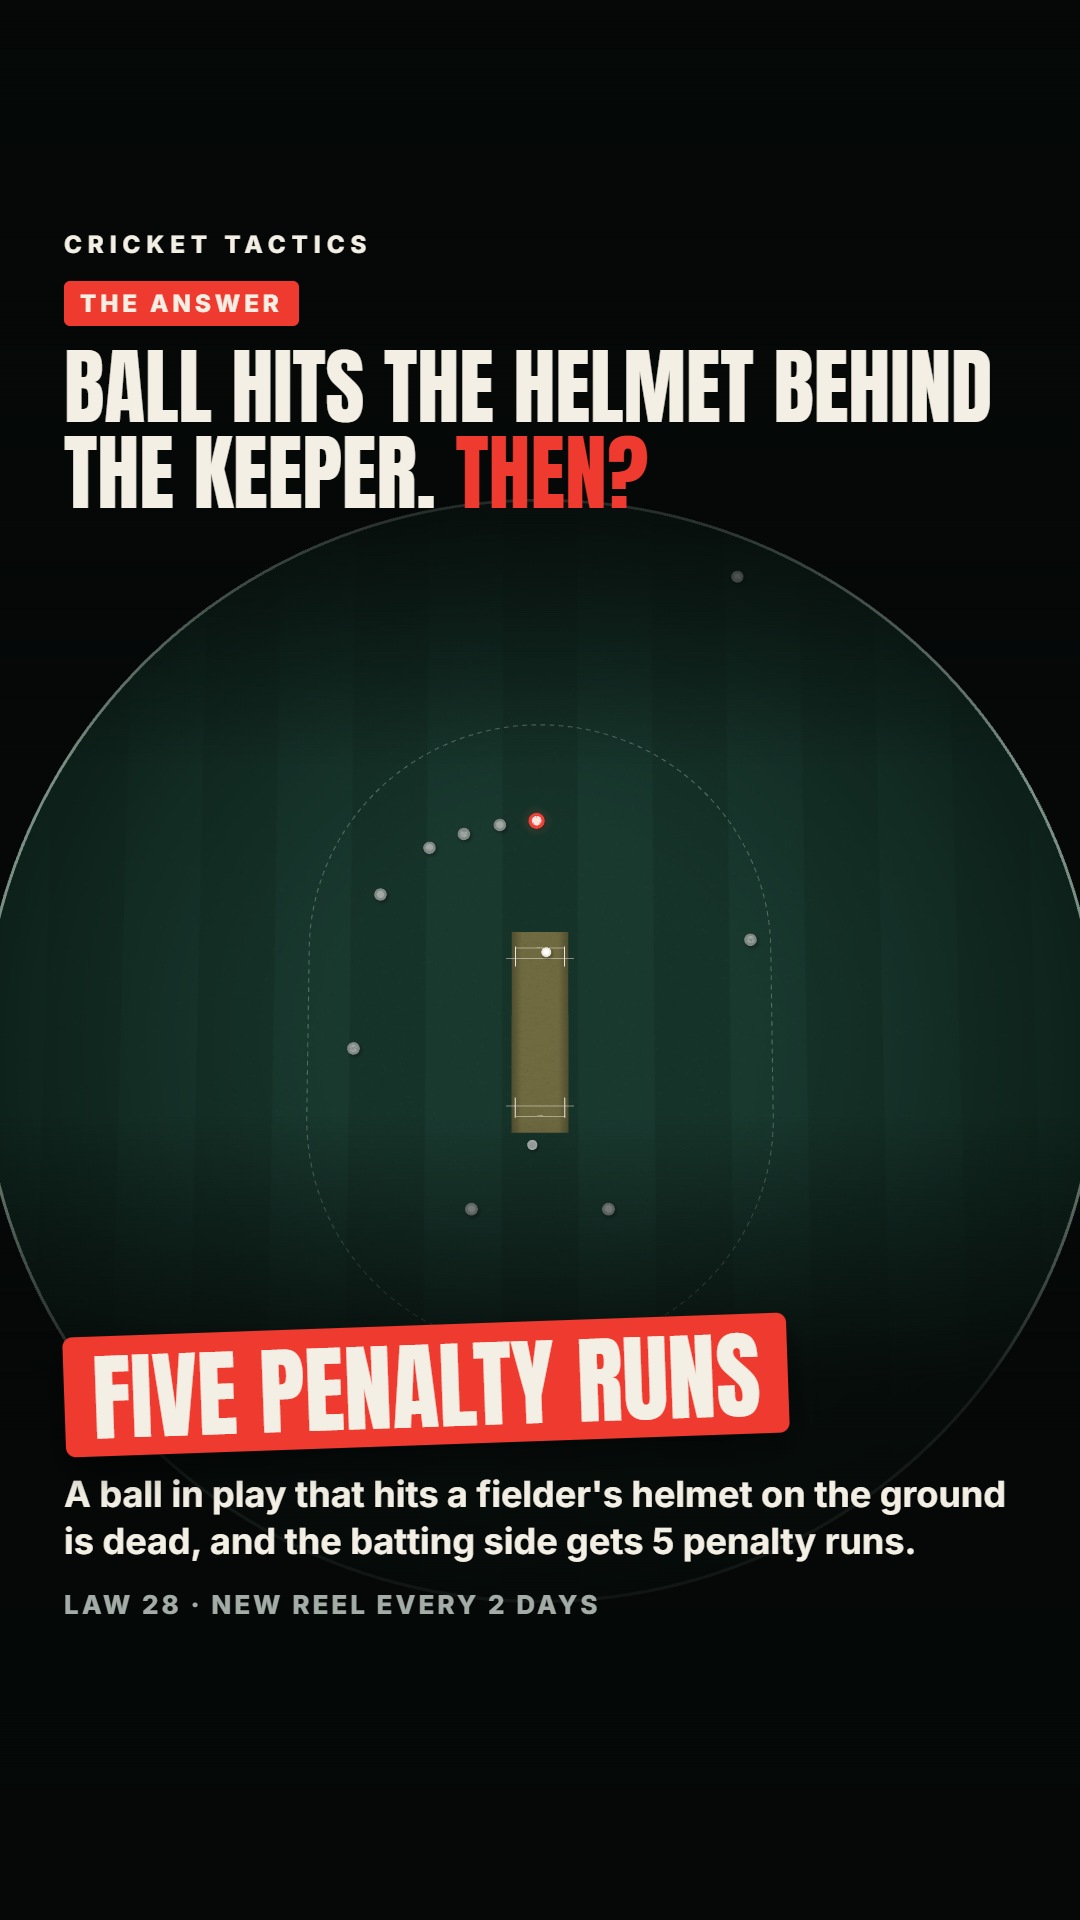 CRICKET TACTICS
THE ANSWER
BALL HITS THE HELMET BEHIND
THE KEEPER. THEN?
FIVE PENALTY RUNS
A ball in play that hits a fielder's helmet on the ground
is dead, and the batting side gets 5 penalty runs.
LAW 28 · NEW REEL EVERY 2 DAYS